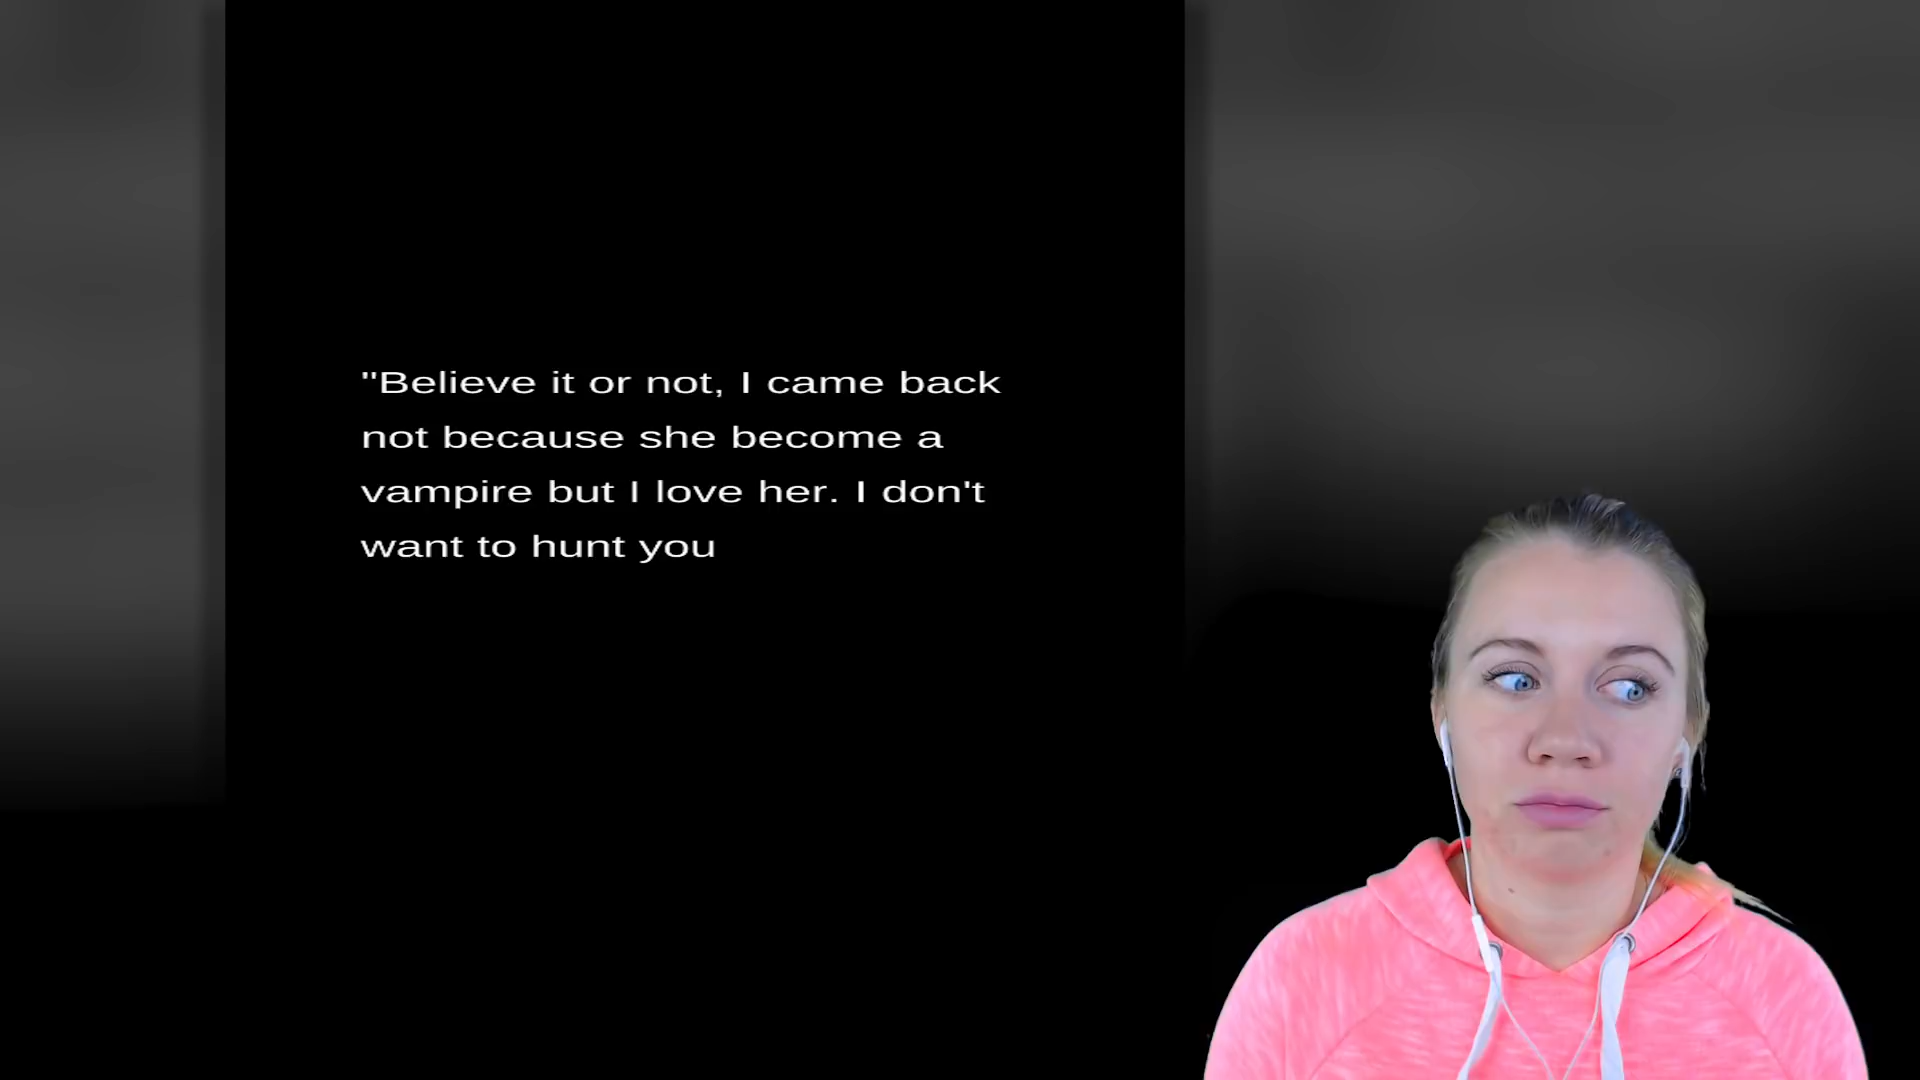 "Believe it or not, I came back
not because she become a
vampire but I love her. I don't
want to hunt you